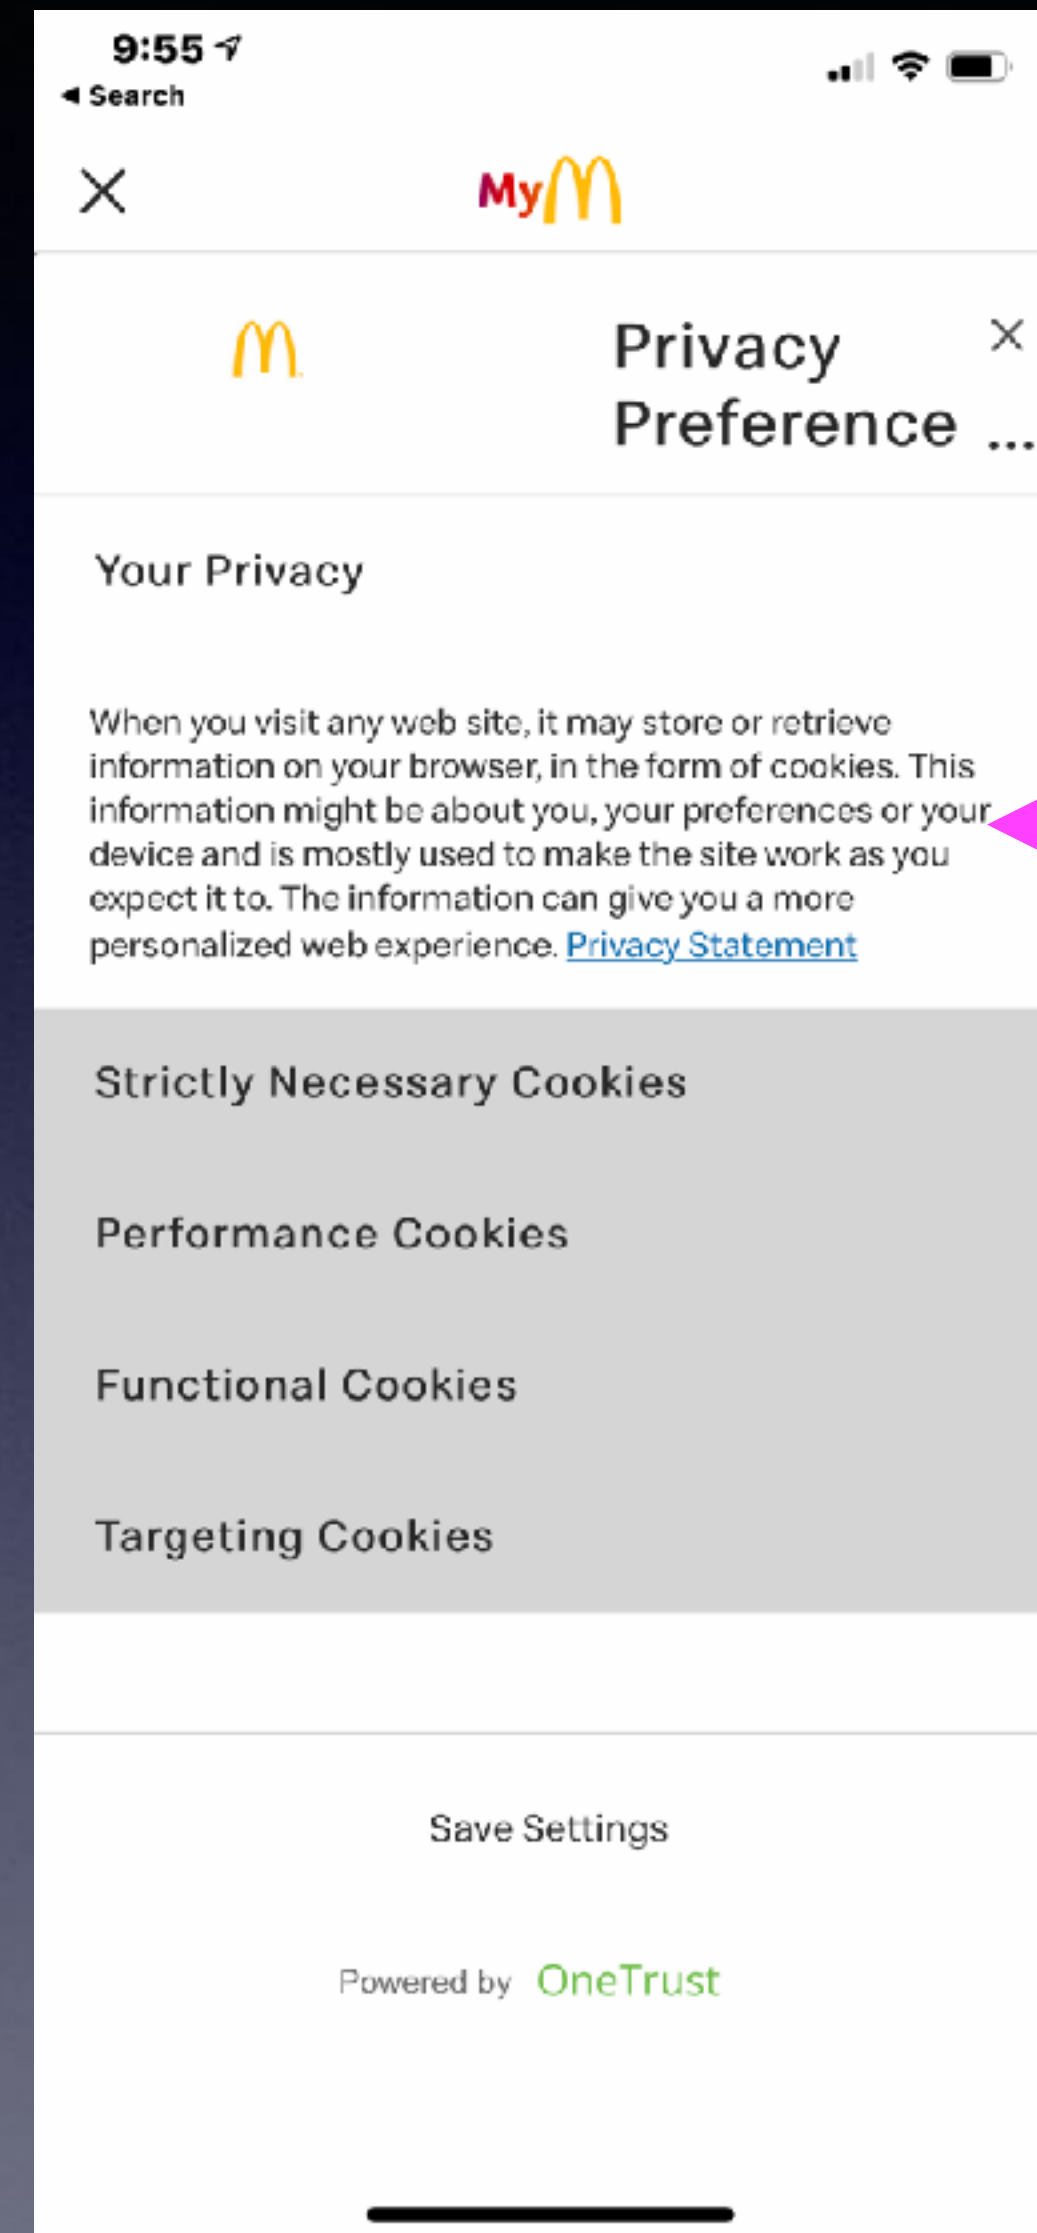 9:55
◀ Search
My
Privacy
Preference ...
Your Privacy
When you visit any web site, it may store or retrieve
information on your browser, in the form of cookies. This
information might be about you, your preferences or your
device and is mostly used to make the site work as you
expect it to. The information can give you a more
personalized web experience. Privacy Statement
Strictly Necessary Cookies
Performance Cookies
Functional Cookies
Targeting Cookies
Save Settings
Powered by OneTrust